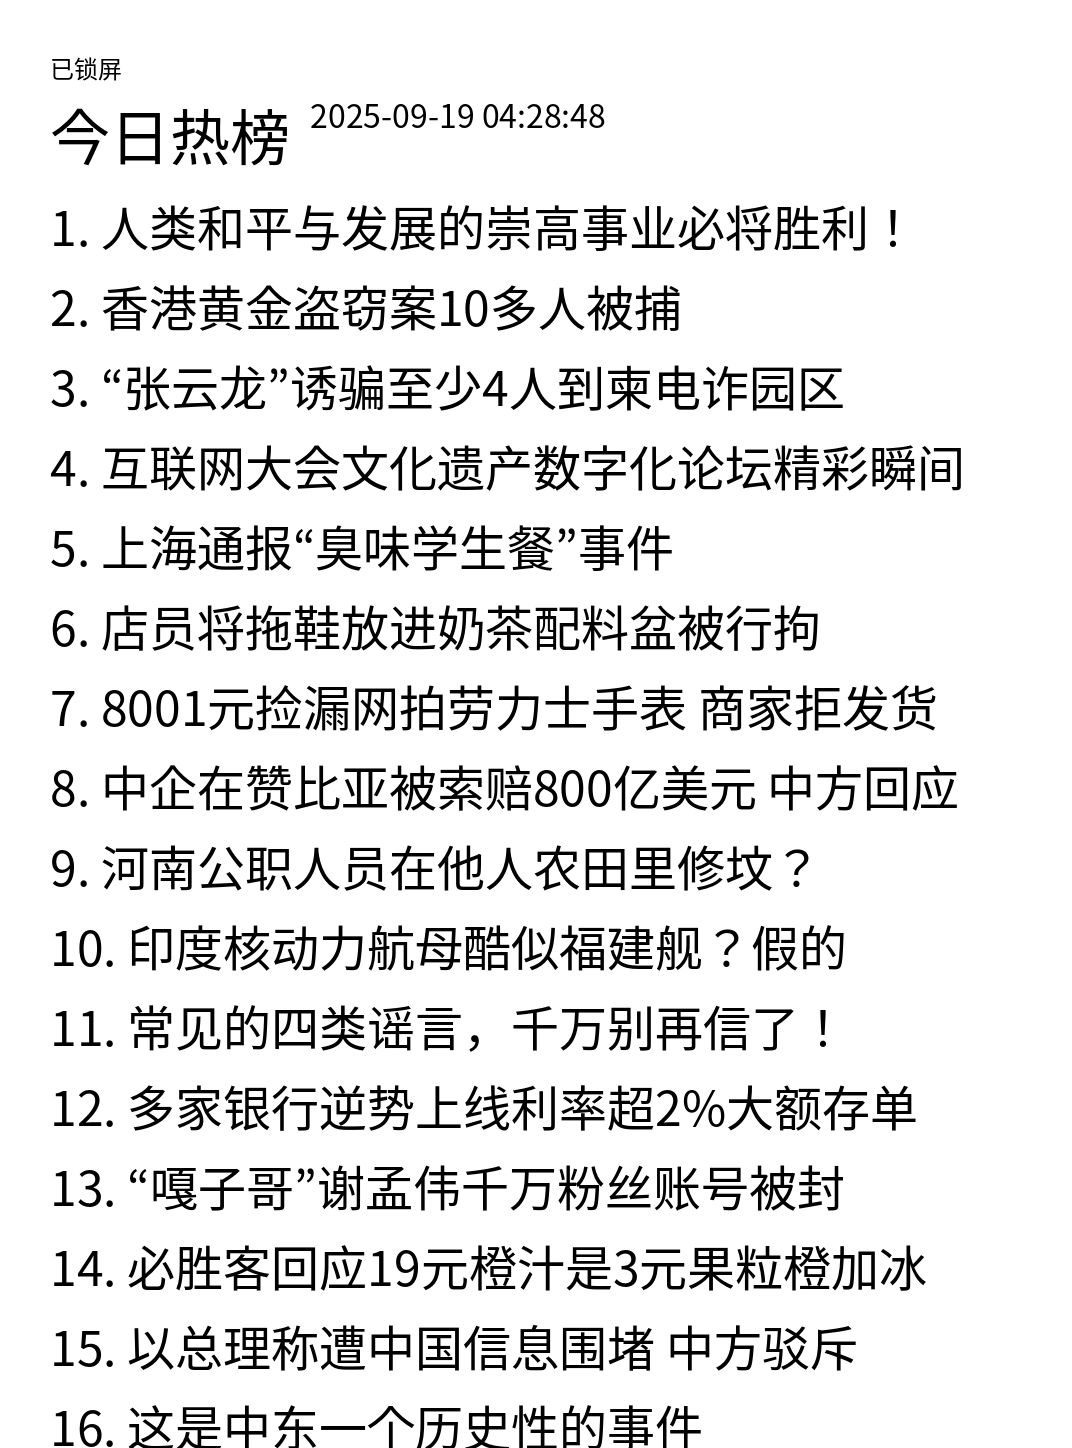 已锁屏
今日热榜 2025-09-19 04:28:48
1. 人类和平与发展的崇高事业必将胜利！
2. 香港黄金盗窃案10多人被捕
3. “张云龙”诱骗至少4人到柬电诈园区
4. 互联网大会文化遗产数字化论坛精彩瞬间
5. 上海通报“臭味学生餐”事件
6. 店员将拖鞋放进奶茶配料盆被行拘
7. 8001元捡漏网拍劳力士手表 商家拒发货
8. 中企在赞比亚被索赔800亿美元 中方回应
9. 河南公职人员在他人农田里修坟？
10. 印度核动力航母酷似福建舰？假的
11. 常见的四类谣言，千万别再信了！
12. 多家银行逆势上线利率超2%大额存单
13. “嘎子哥”谢孟伟千万粉丝账号被封
14. 必胜客回应19元橙汁是3元果粒橙加冰
15. 以总理称遭中国信息围堵 中方驳斥
16. 这是中东一个历史性的事件